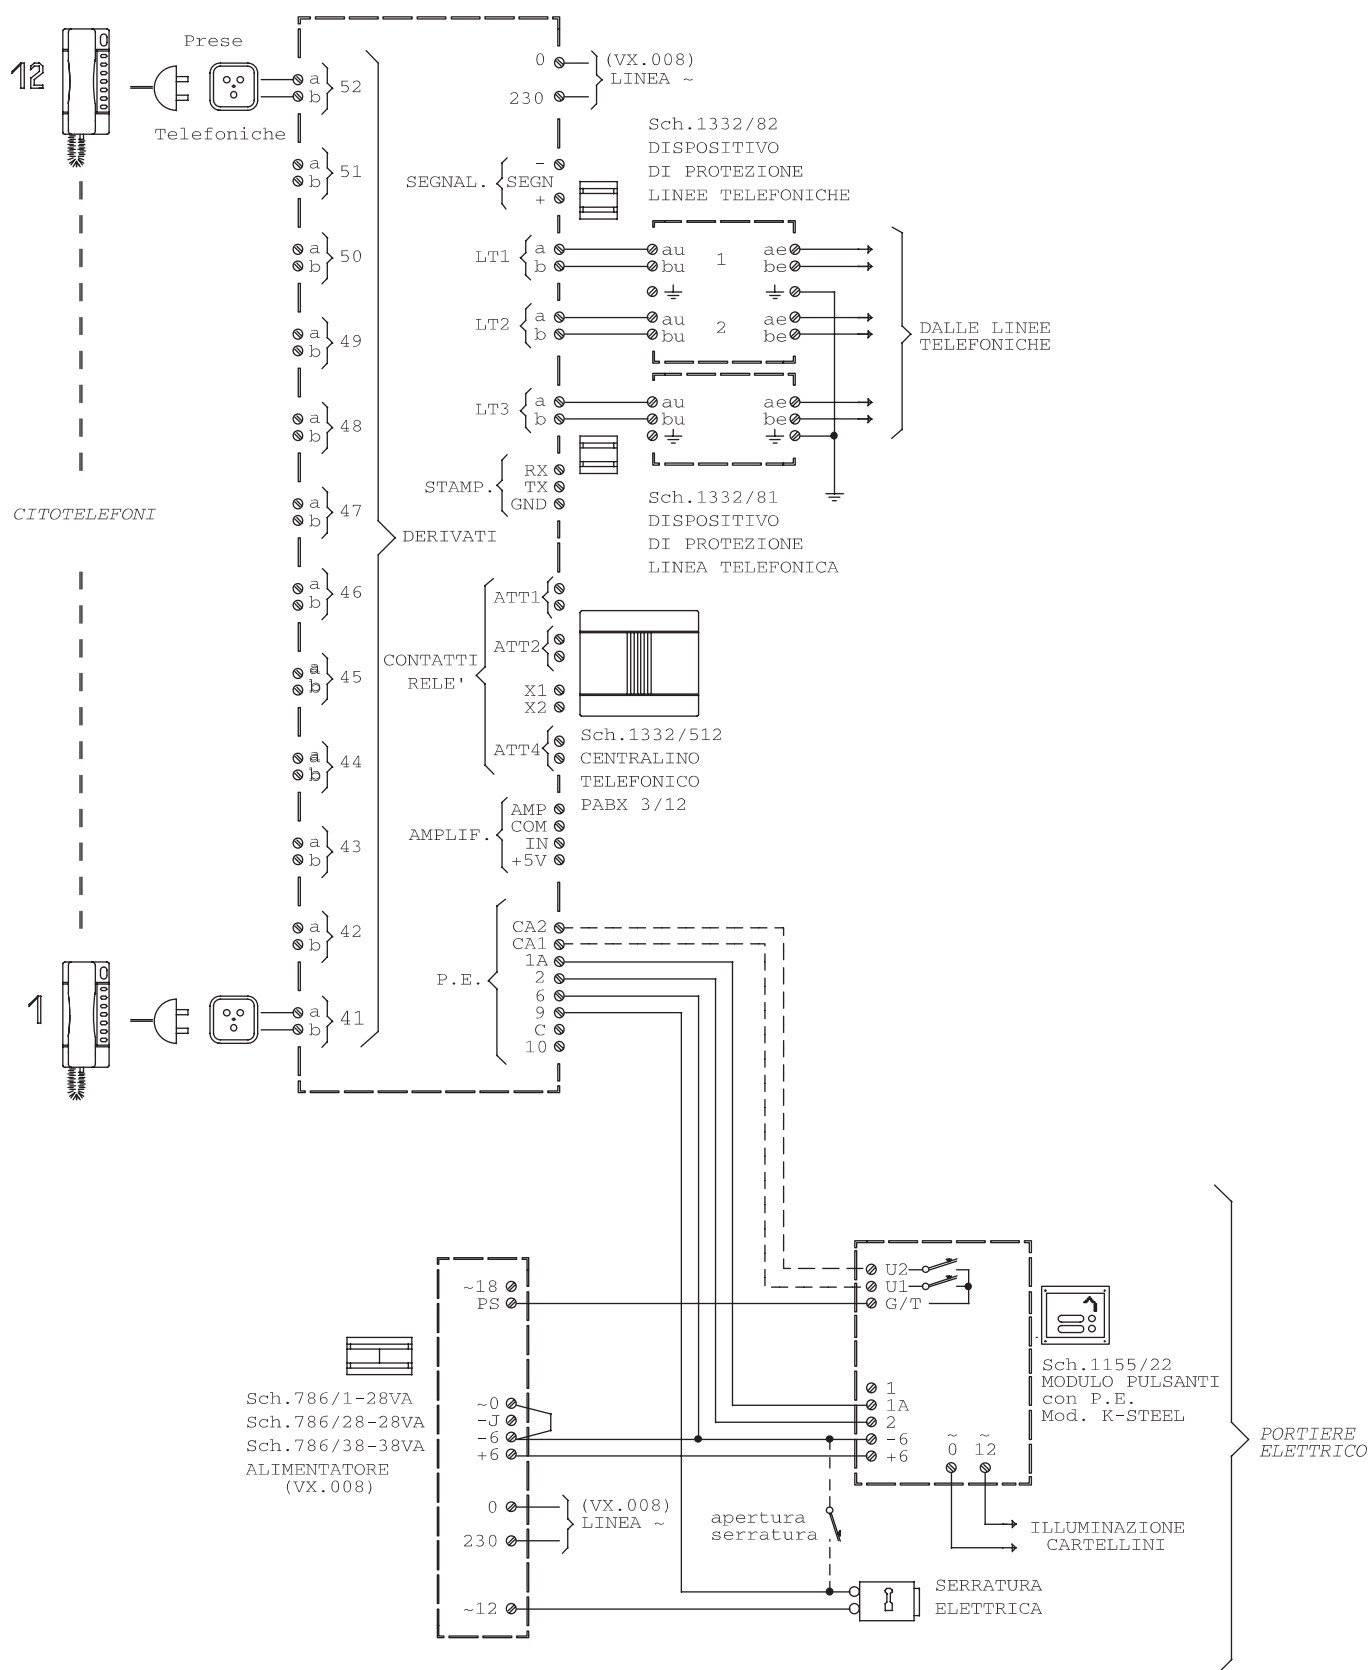 12
Prese
Telefoniche
a
b
52
a
b
51
a
b
50
a
b
49
a
b
48
a
b
47
a
b
46
a
b
45
a
b
44
a
b
43
a
b
42
a
b
41
CITOTELEFONI
1
DERIVATI
0
230
(VX.008)
LINEA ~
SEGNAL.
-
SEGN
+
LT1
a
b
LT2
a
b
LT3
a
b
STAMP.
RX
TX
GND
CONTATTI
RELE'
ATT1
ATT2
X1
X2
ATT4
AMPLIF.
AMP
COM
IN
+5V
P.E.
CA2
CA1
1A
2
6
9
C
10
Sch.1332/82
DISPOSITIVO
DI PROTEZIONE
LINEE TELEFONICHE
au
bu
1
ae
be
au
bu
2
ae
be
au
bu
ae
be
DALLE LINEE
TELEFONICHE
Sch.1332/81
DISPOSITIVO
DI PROTEZIONE
LINEA TELEFONICA
Sch.1332/512
CENTRALINO
TELEFONICO
PABX 3/12
~18
PS
~0
-J
-6
+6
0
230
~12
(VX.008)
LINEA ~
Sch.786/1-28VA
Sch.786/28-28VA
Sch.786/38-38VA
ALIMENTATORE
(VX.008)
U2
U1
G/T
1
1A
2
-6
+6
~
0
~
12
Sch.1155/22
MODULO PULSANTI
con P.E.
Mod. K-STEEL
PORTIERE
ELETTRICO
apertura
serratura
ILLUMINAZIONE
CARTELLINI
SERRATURA
ELETTRICA